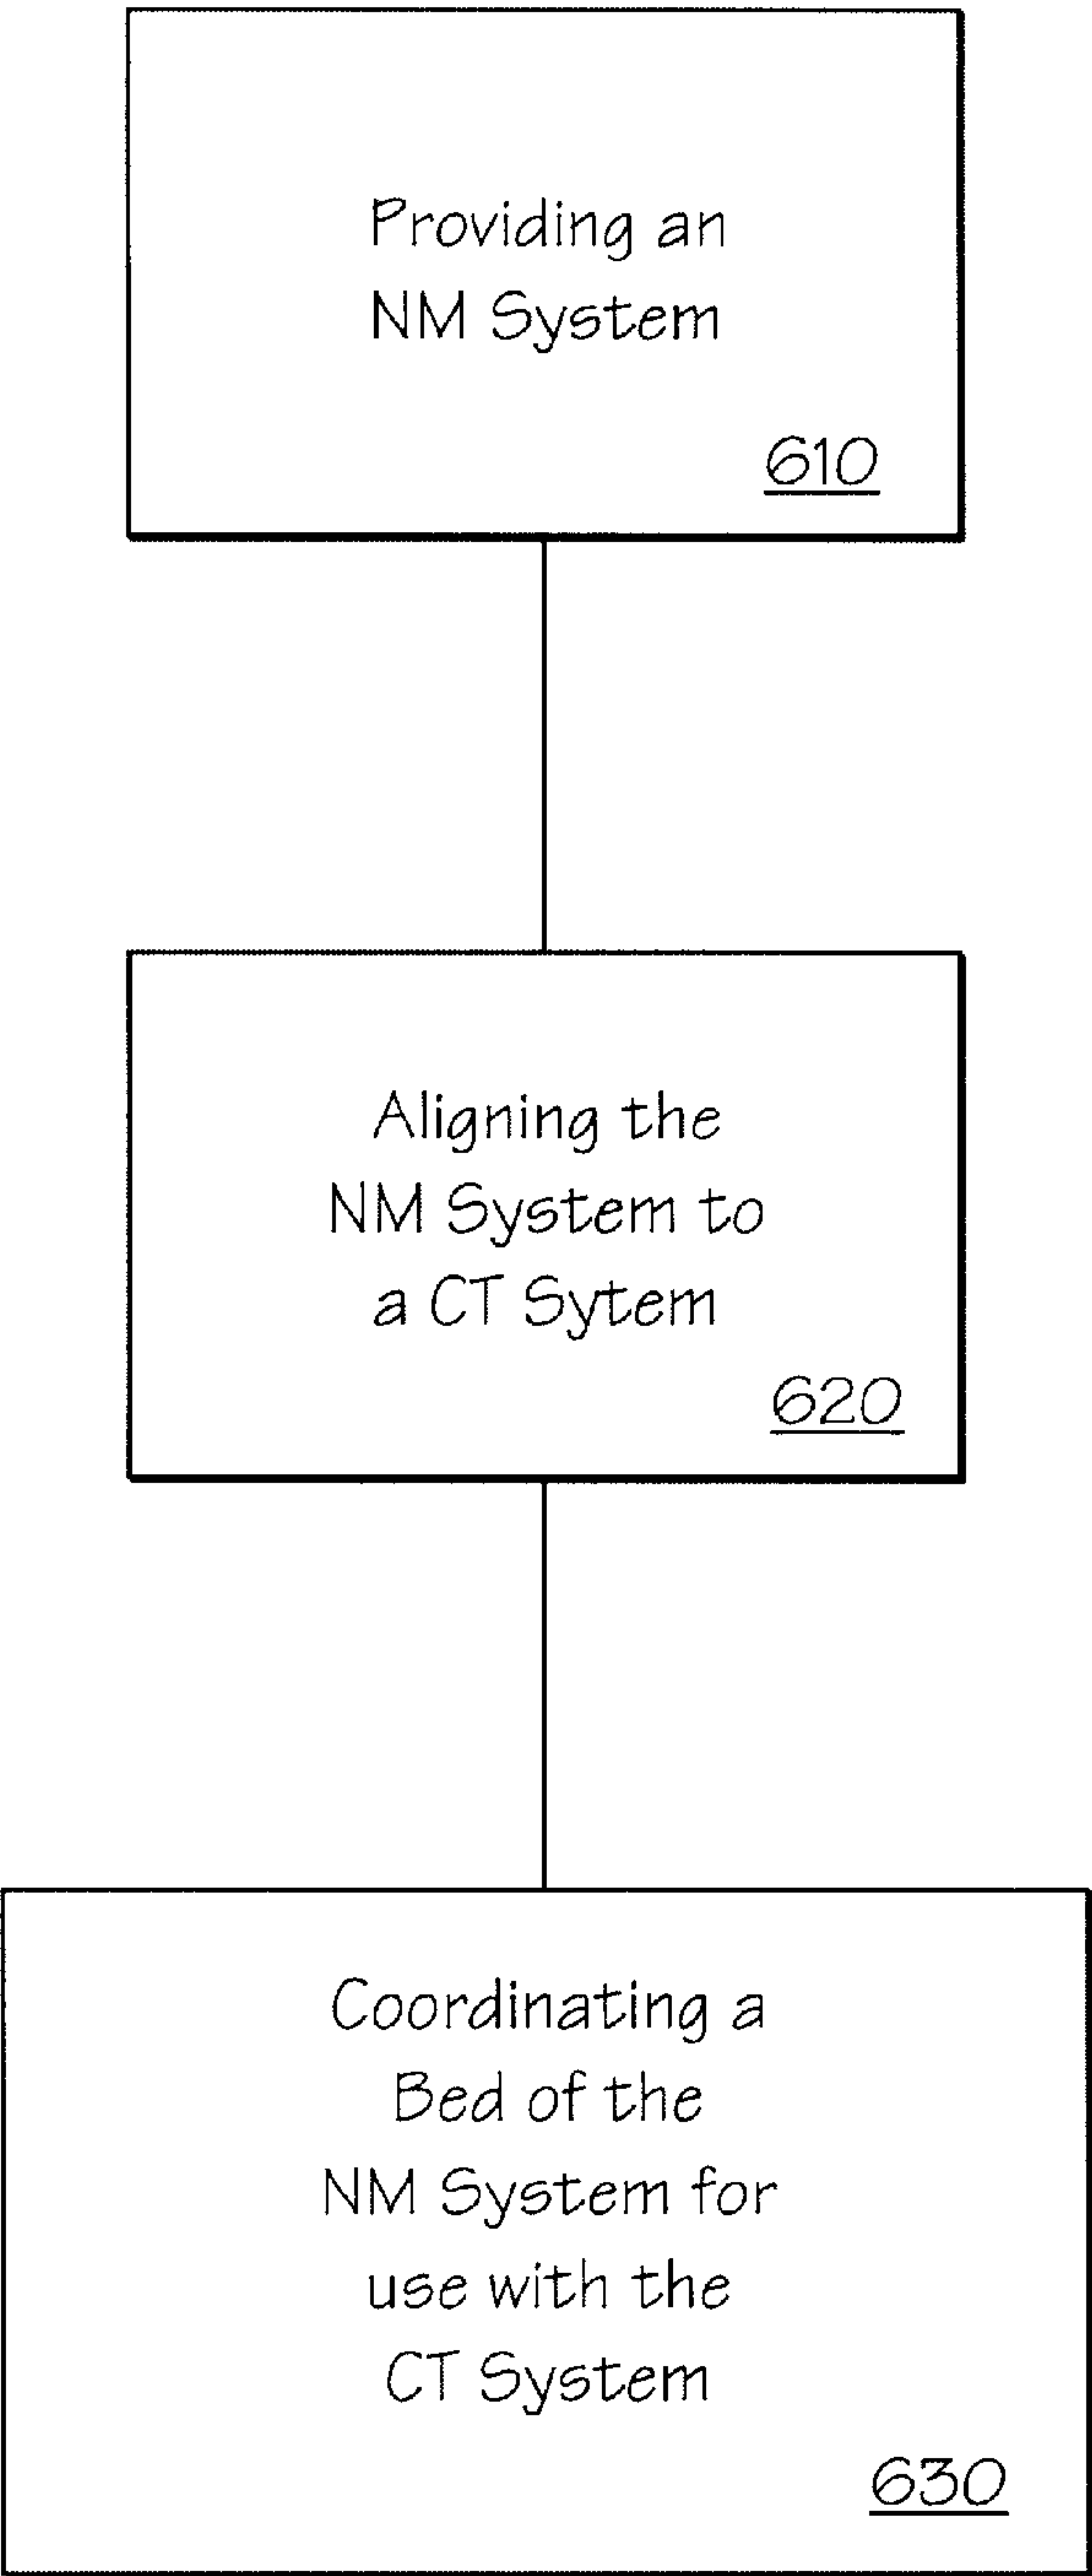 Providing an
NM System
610
Aligning the
NM System to
a CT Sytem
620
Coordinating a
Bed of the
NM System for
use with the
CT System
630